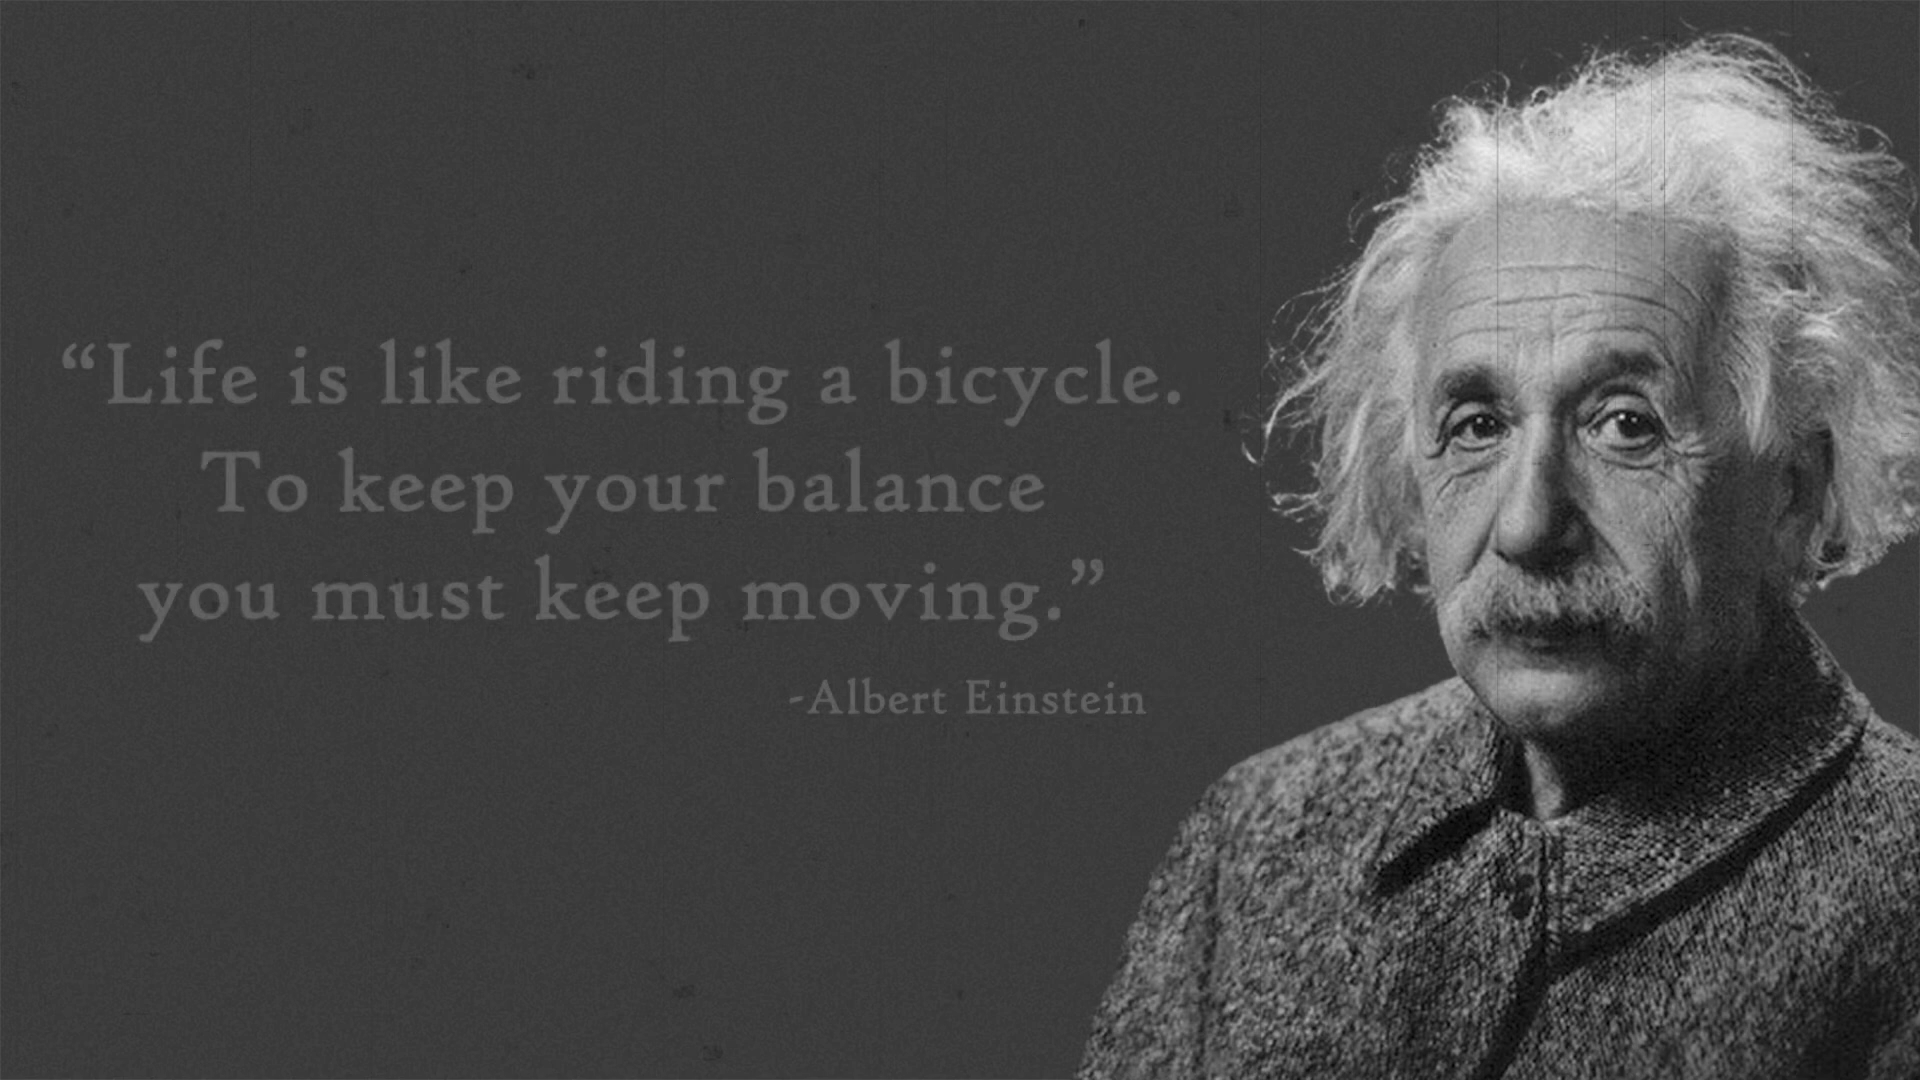 “Life is like riding a bicycle.
To keep your balance
you must keep moving.”
-Albert Einstein